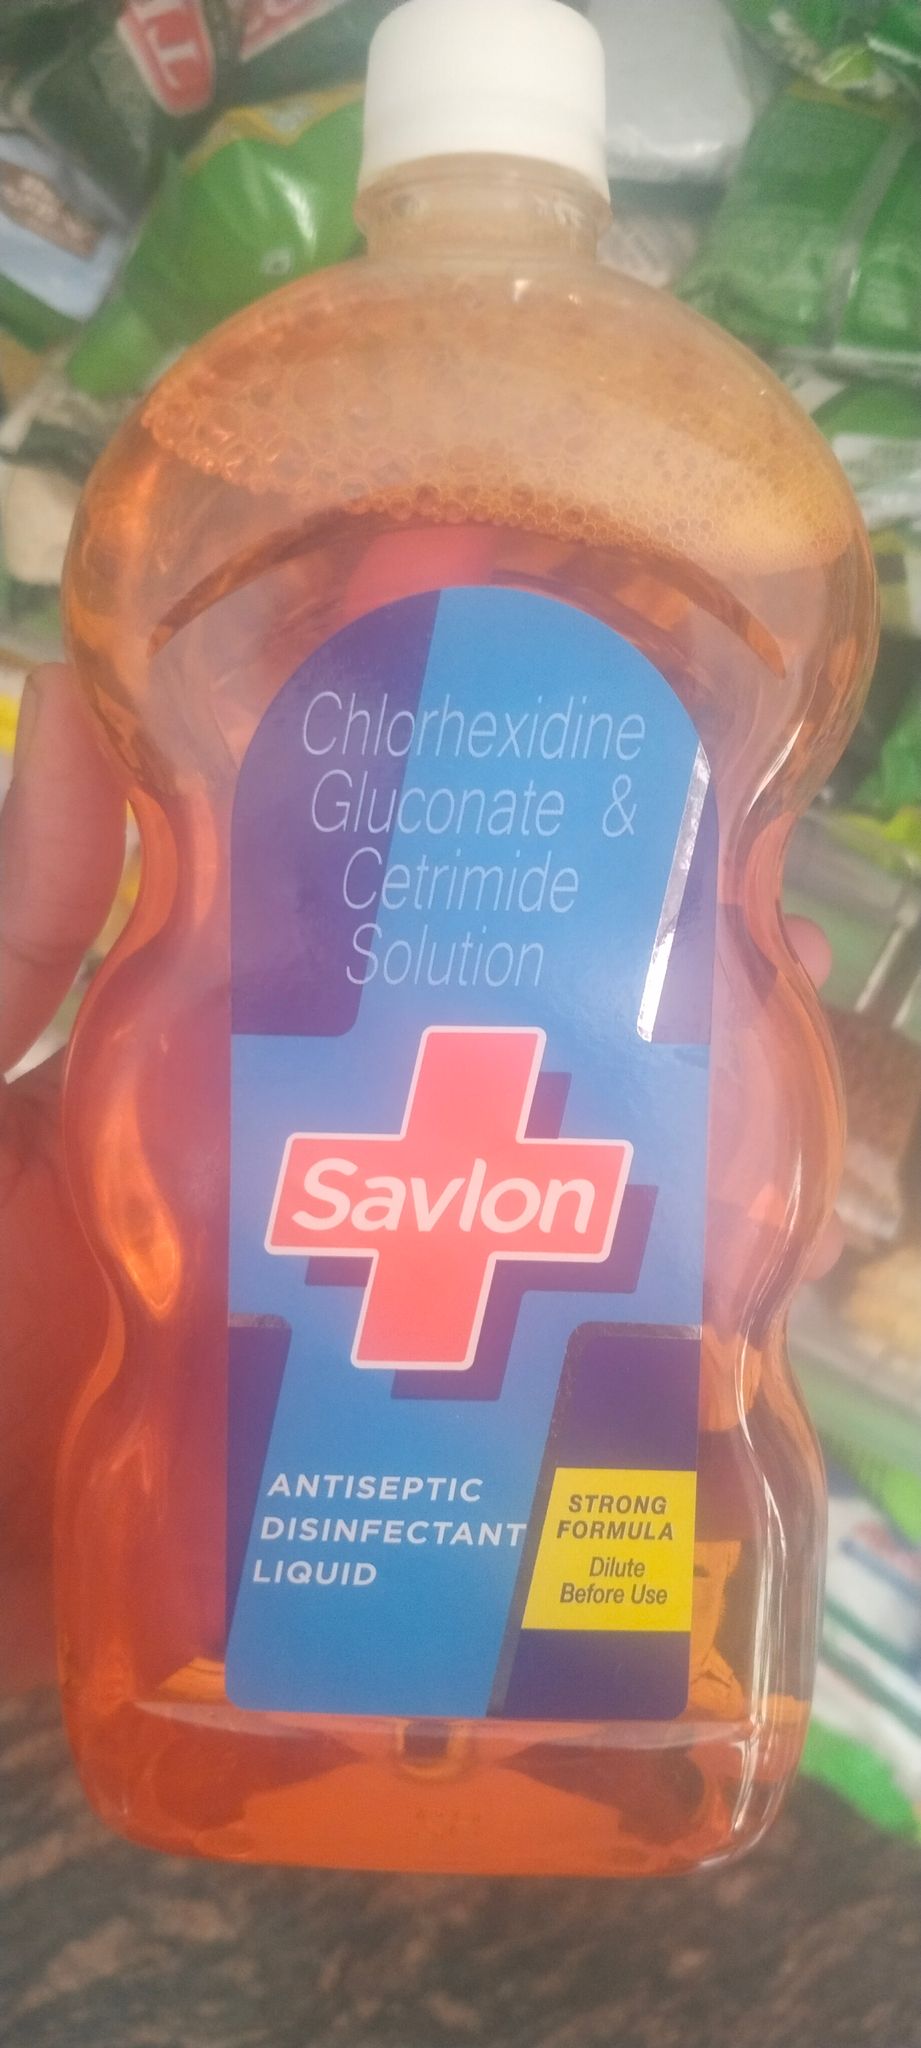 Chlorhexidine
Gluconate &
Cetrimide
Solution
Savlon
ANTISEPTIC
DISINFECTANT
LIQUID
STRONG
FORMULA
Dilute
Before Use